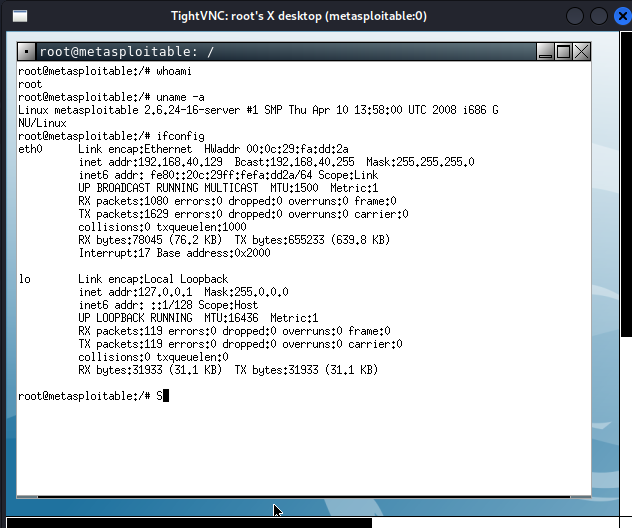 TightVNC: root's X desktop (metasploitable:0)
root@metasploitable: /
root@metasploitable:/# whoami
root
root@metasploitable:/# uname -a
Linux metasploitable 2.6.24-16-server #1 SMP Thu Apr 10 13:58:00 UTC 2008 i686 G
NU/Linux
root@metasploitable:/# ifconfig
eth0      Link encap:Ethernet  HWaddr 00:0c:29:fa:dd:2a
          inet addr:192.168.40.129  Bcast:192.168.40.255  Mask:255.255.255.0
          inet6 addr: fe80::20c:29ff:fefa:dd2a/64 Scope:Link
          UP BROADCAST RUNNING MULTICAST  MTU:1500  Metric:1
          RX packets:1080 errors:0 dropped:0 overruns:0 frame:0
          TX packets:1629 errors:0 dropped:0 overruns:0 carrier:0
          collisions:0 txqueuelen:1000
          RX bytes:78045 (76.2 KB)  TX bytes:655233 (639.8 KB)
          Interrupt:17 Base address:0x2000
lo        Link encap:Local Loopback
          inet addr:127.0.0.1  Mask:255.0.0.0
          inet6 addr: ::1/128 Scope:Host
          UP LOOPBACK RUNNING  MTU:16436  Metric:1
          RX packets:119 errors:0 dropped:0 overruns:0 frame:0
          TX packets:119 errors:0 dropped:0 overruns:0 carrier:0
          collisions:0 txqueuelen:0
          RX bytes:31933 (31.1 KB)  TX bytes:31933 (31.1 KB)
root@metasploitable:/# S